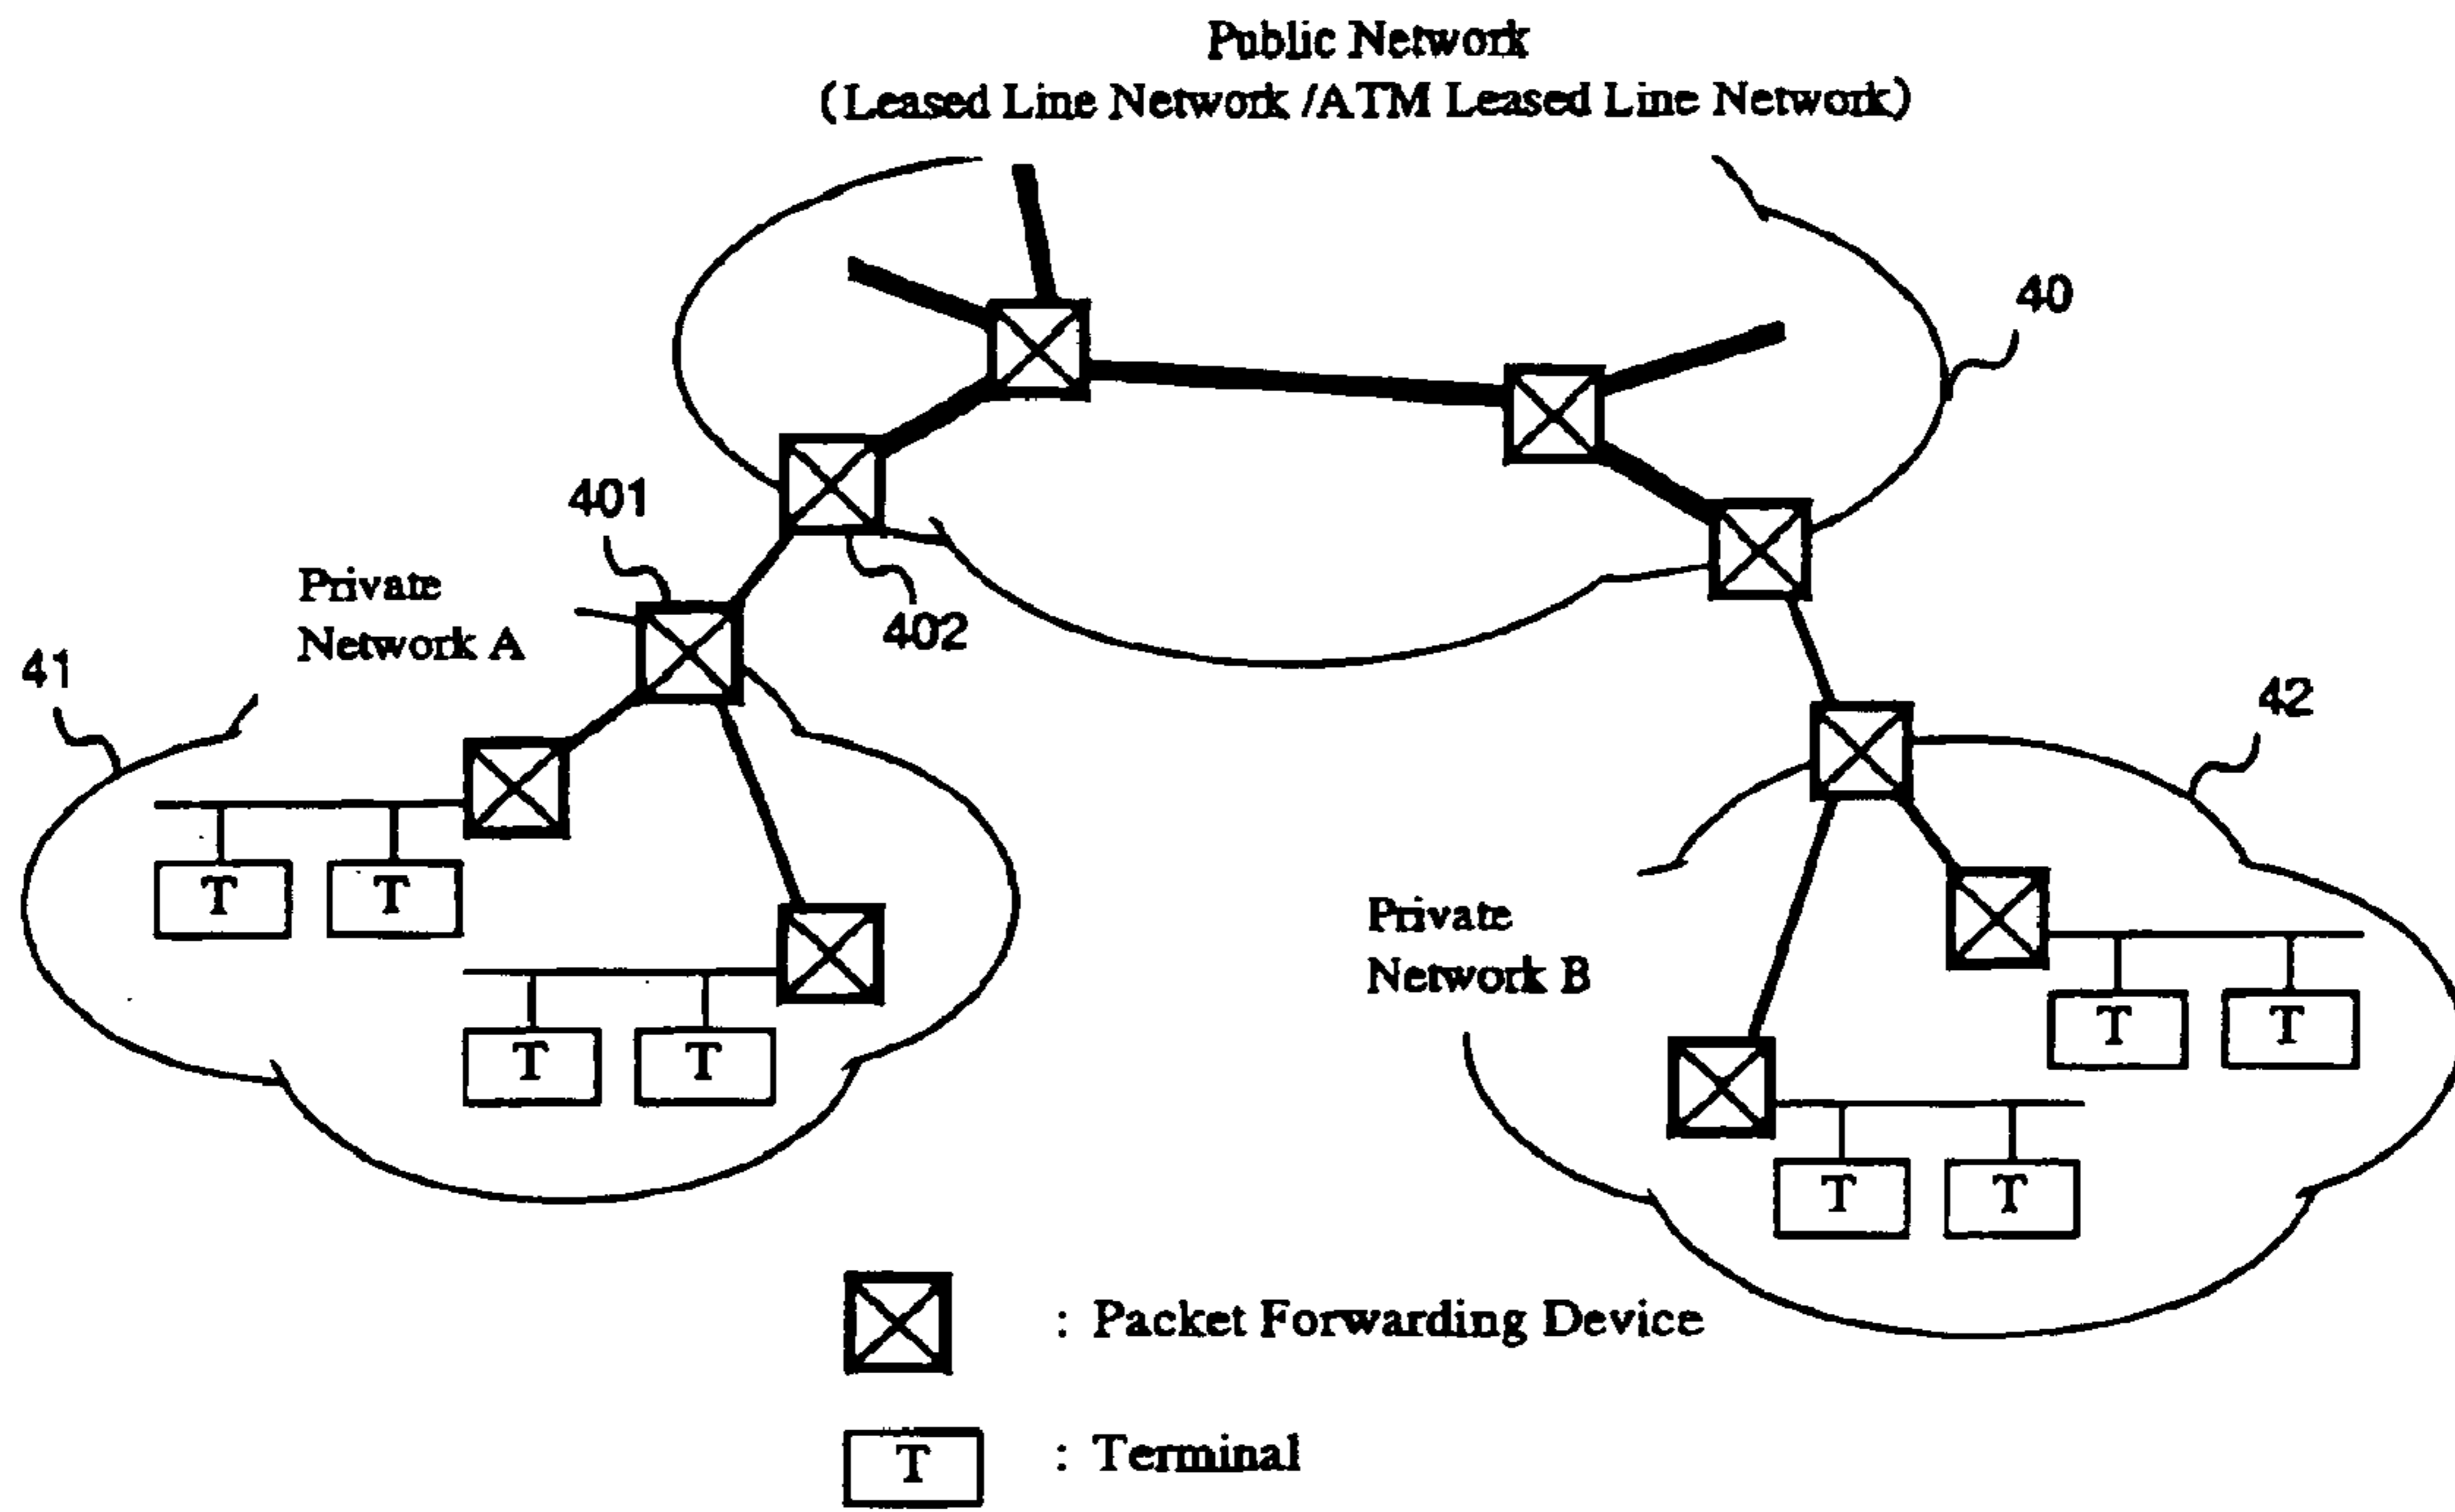 Public Network
(Leased Line Network /ATM Leased Line Network)
40
401
402
Private
Network A
41
42
T
T
Private
Network B
T
T
T
T
T
T
: Packet Forwarding Device
T
: Terminal